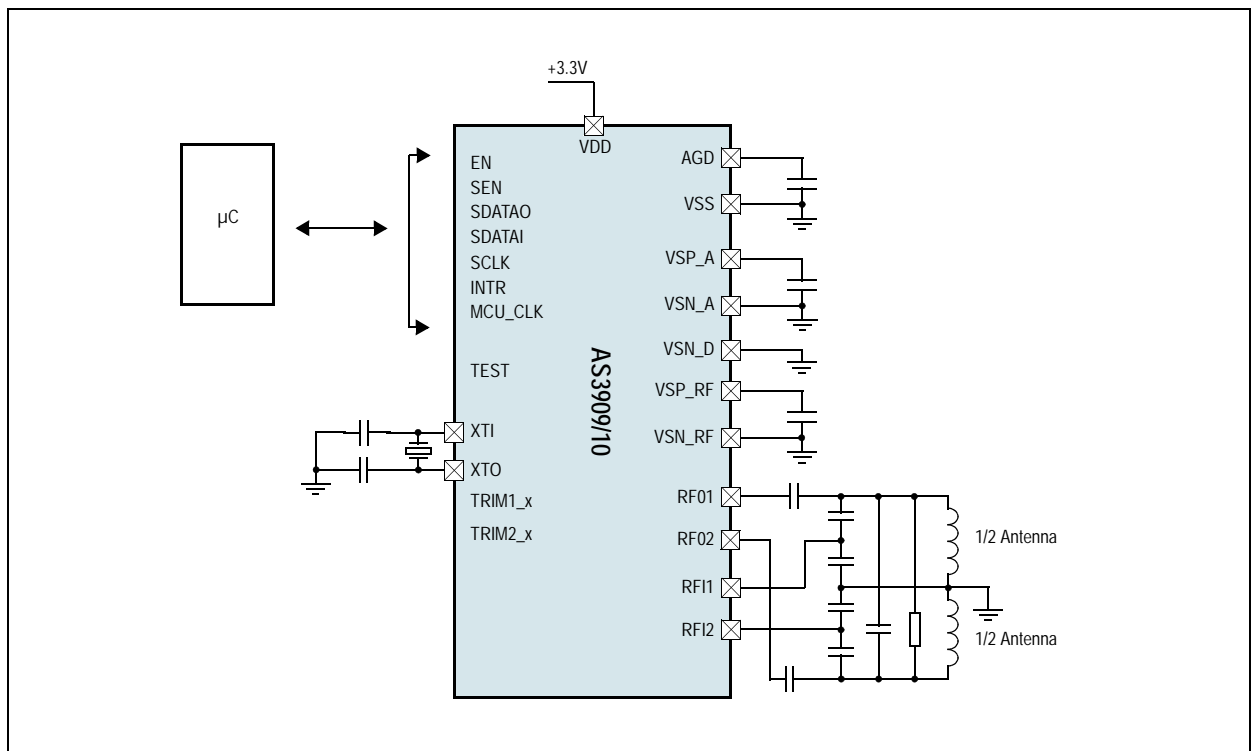 +3.3V
VDD
µC
EN
SEN
SDATAO
SDATAI
SCLK
INTR
MCU_CLK
TEST
XTI
XTO
TRIM1_x
TRIM2_x
AS3909/10
AGD
VSS
VSP_A
VSN_A
VSN_D
VSP_RF
VSN_RF
RF01
RF02
RFI1
RFI2
1/2 Antenna
1/2 Antenna